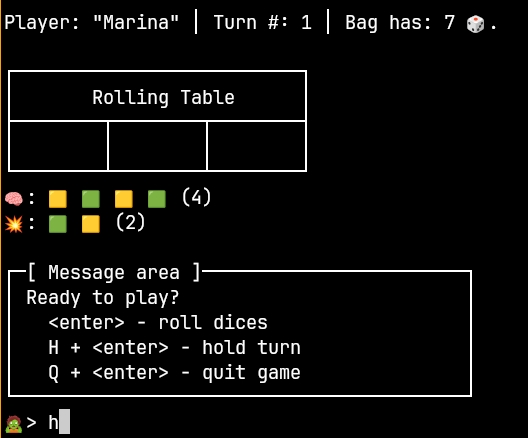 Player: "Marina" | Turn #: 1 | Bag has: 7 🎲.
Rolling Table
🧠: 🟨 🟩 🟨 🟩 (4)
💥: 🟩 🟨 (2)
[ Message area ]
Ready to play?
<enter> - roll dices
H + <enter> - hold turn
Q + <enter> - quit game
🧟> h